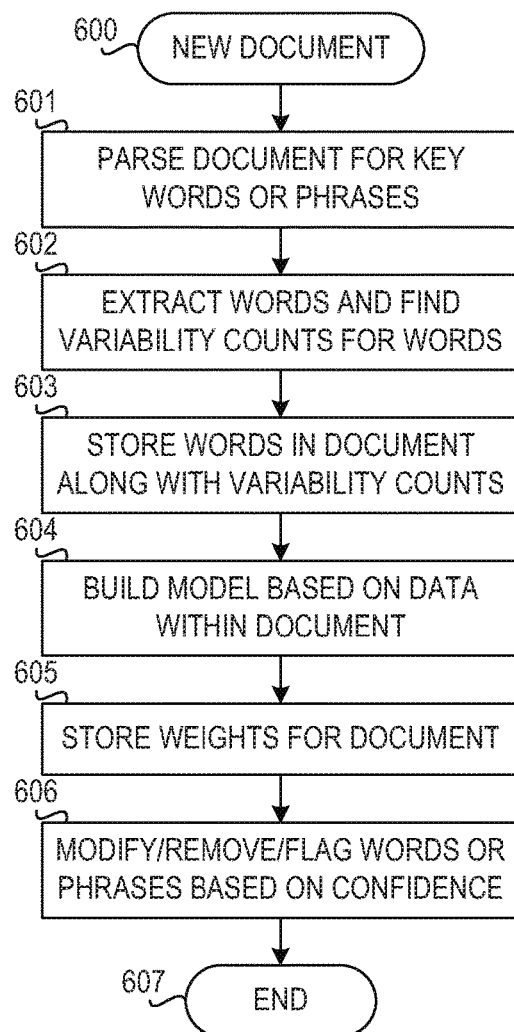 600
NEW DOCUMENT
601
PARSE DOCUMENT FOR KEY
WORDS OR PHRASES
602
EXTRACT WORDS AND FIND
VARIABILITY COUNTS FOR WORDS
603
STORE WORDS IN DOCUMENT
ALONG WITH VARIABILITY COUNTS
604
BUILD MODEL BASED ON DATA
WITHIN DOCUMENT
605
STORE WEIGHTS FOR DOCUMENT
606
MODIFY/REMOVE/FLAG WORDS OR
PHRASES BASED ON CONFIDENCE
607
END